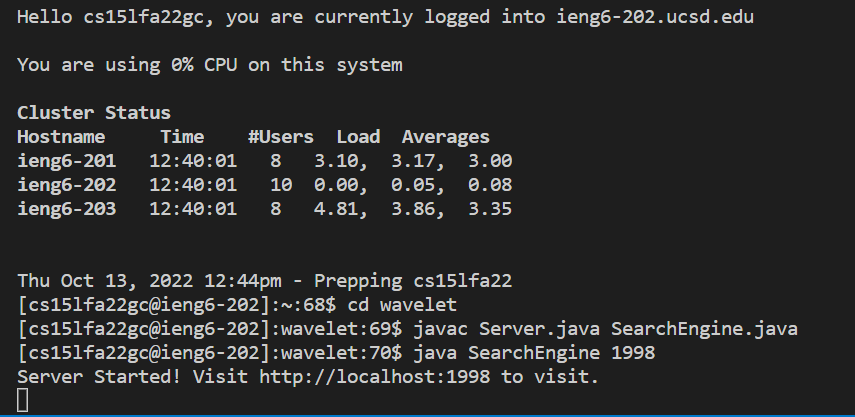 Hello cs15lfa22gc, you are currently logged into ieng6-202.ucsd.edu
You are using 0% CPU on this system
Cluster Status
Hostname     Time    #Users  Load  Averages
ieng6-201   12:40:01   8   3.10,  3.17,  3.00
ieng6-202   12:40:01   10  0.00,  0.05,  0.08
ieng6-203   12:40:01   8   4.81,  3.86,  3.35
Thu Oct 13, 2022 12:44pm - Prepping cs15lfa22
[cs15lfa22gc@ieng6-202]:~:68$ cd wavelet
[cs15lfa22gc@ieng6-202]:wavelet:69$ javac Server.java SearchEngine.java
[cs15lfa22gc@ieng6-202]:wavelet:70$ java SearchEngine 1998
Server Started! Visit http://localhost:1998 to visit.